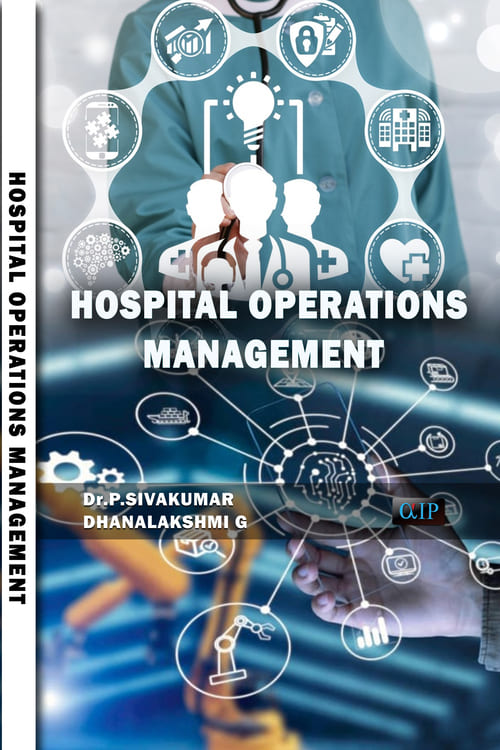 HOSPITAL OPERATIONS MANAGEMENT
HOSPITAL OPERATIONS
MANAGEMENT
Dr.P.SIVAKUMAR
DHANALAKSHMI G
αIP